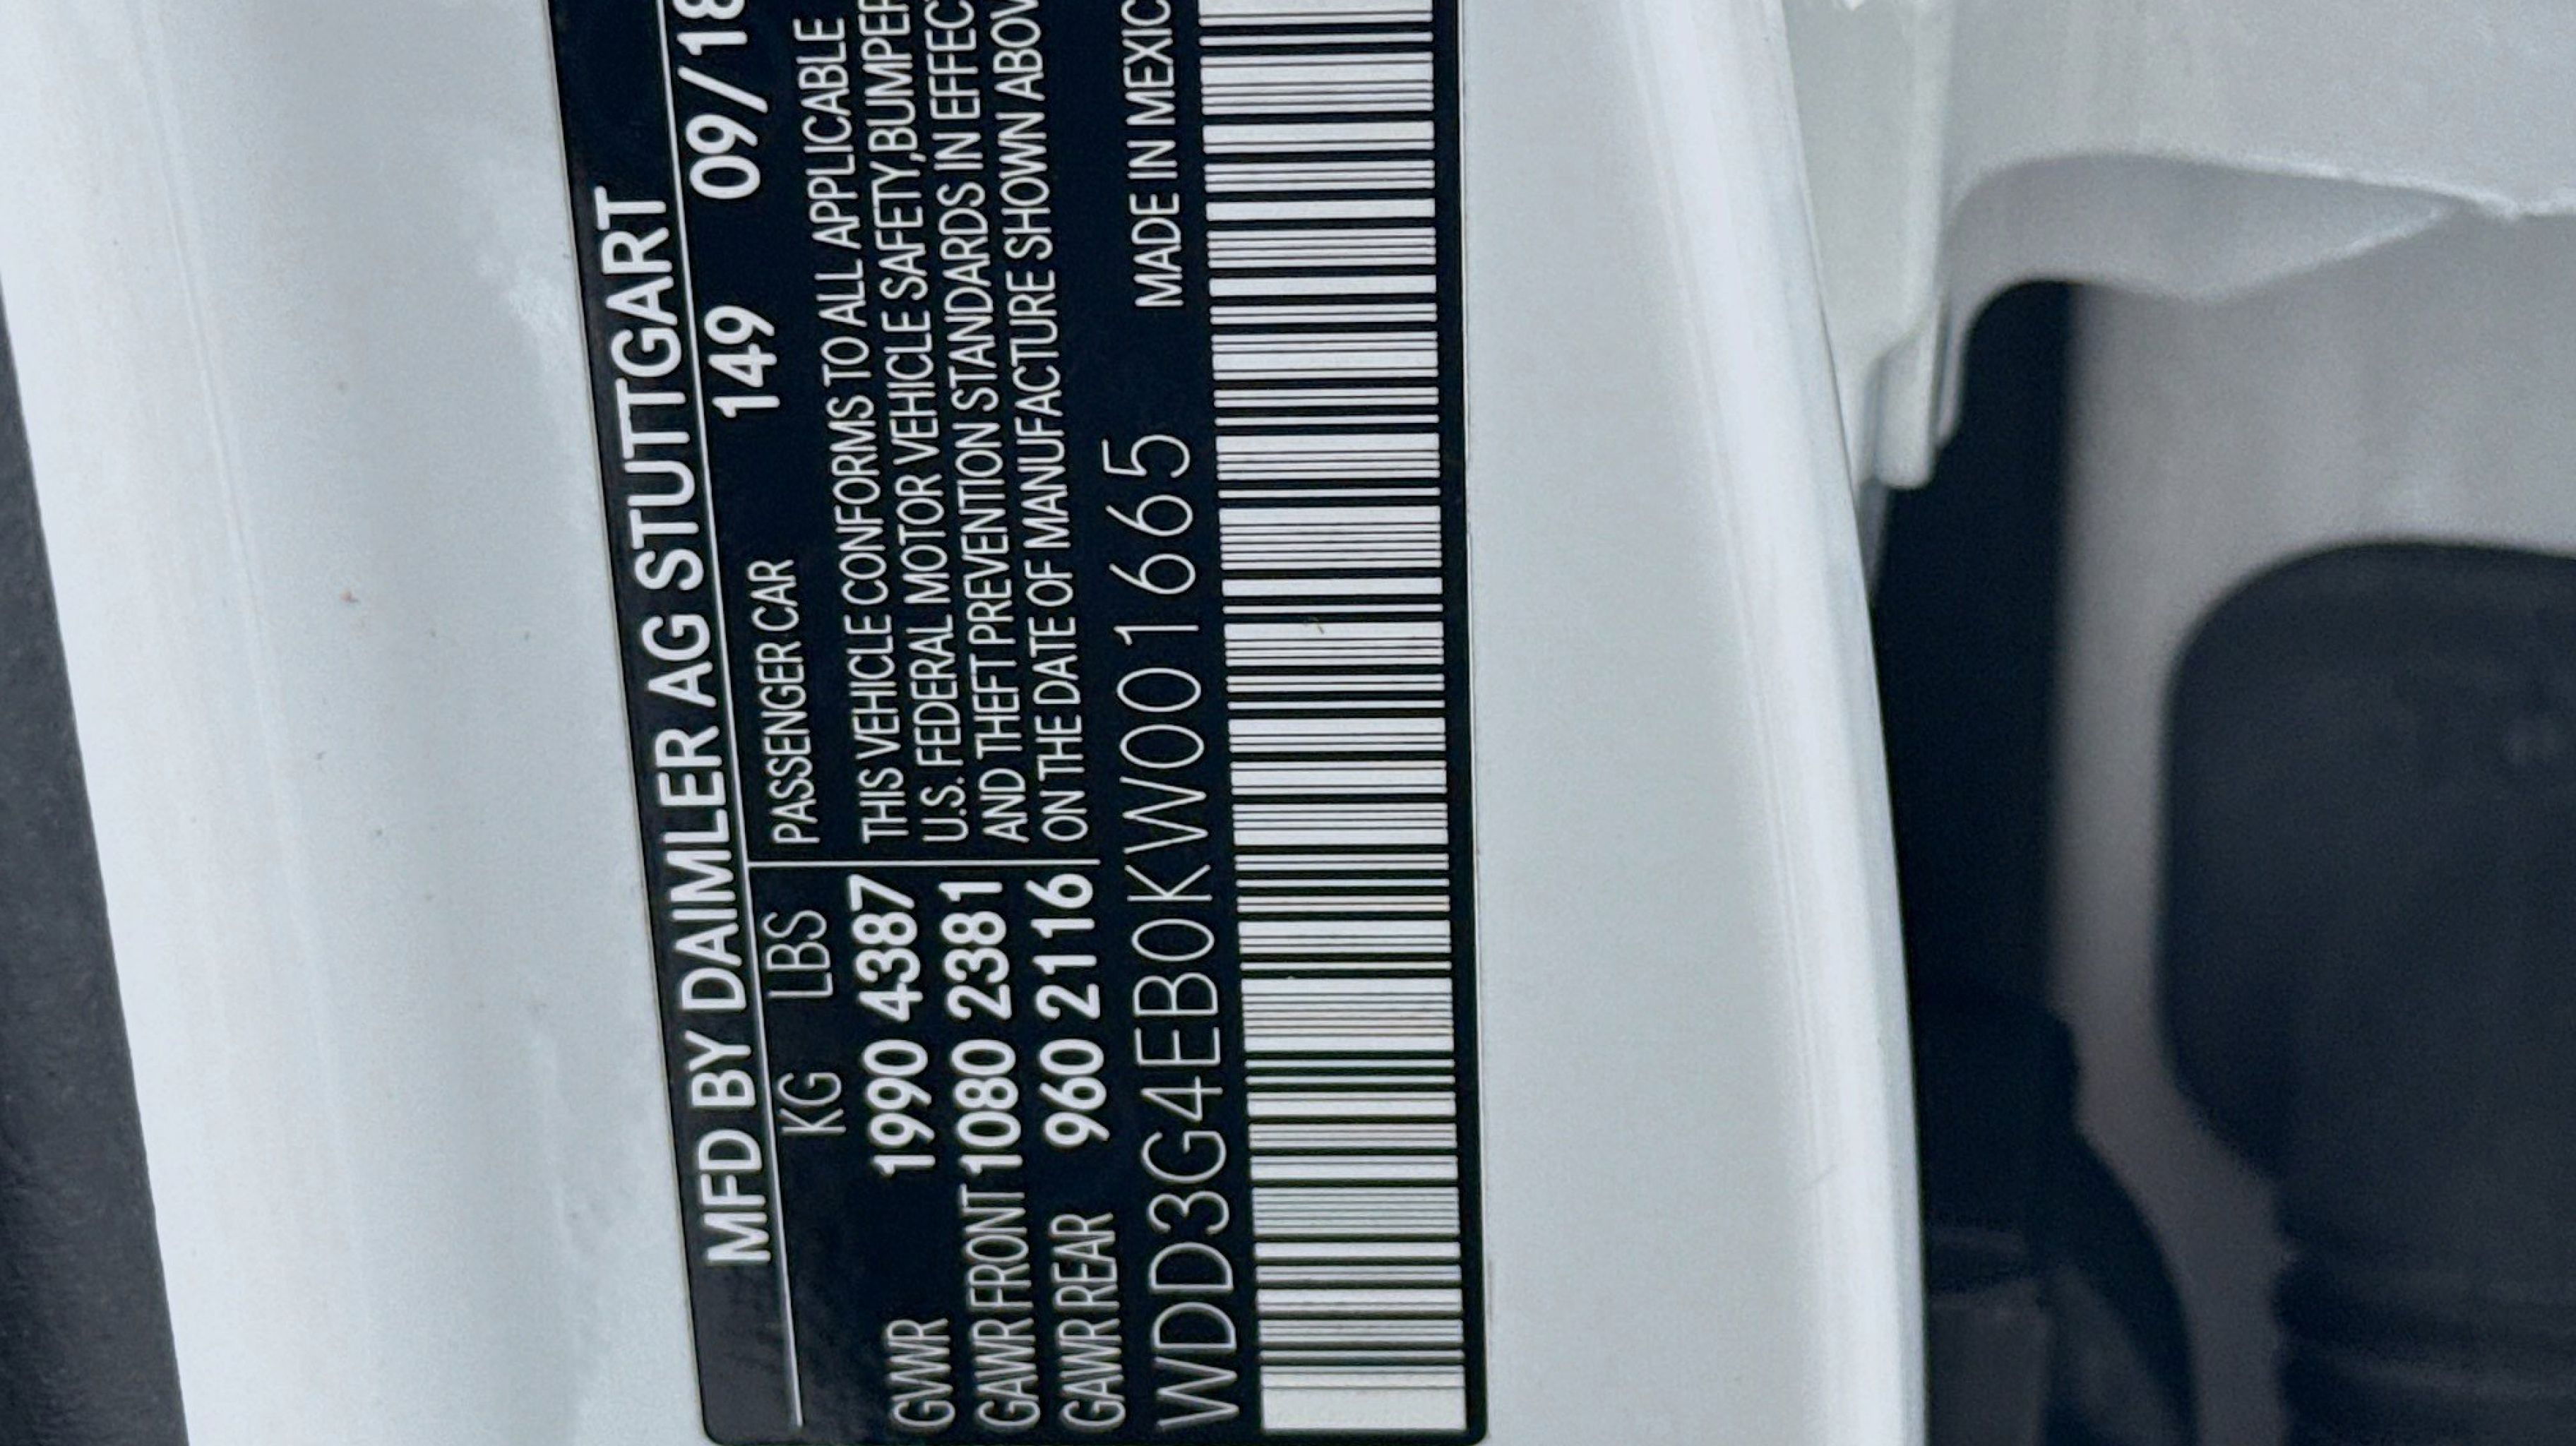 MFD BY DAIMLER AG STUTTGART
KG LBS PASSENGER CAR 149 09/18
GVWR 1990 4387 THIS VEHICLE CONFORMS TO ALL APPLICABLE
GAWR FRONT 1080 2381 U.S. FEDERAL MOTOR VEHICLE SAFETY,BUMPER
GAWR REAR 960 2116 AND THEFT PREVENTION STANDARDS IN EFFECT
ON THE DATE OF MANUFACTURE SHOWN ABOVE
WDD3G4EB0KW001665 MADE IN MEXICO